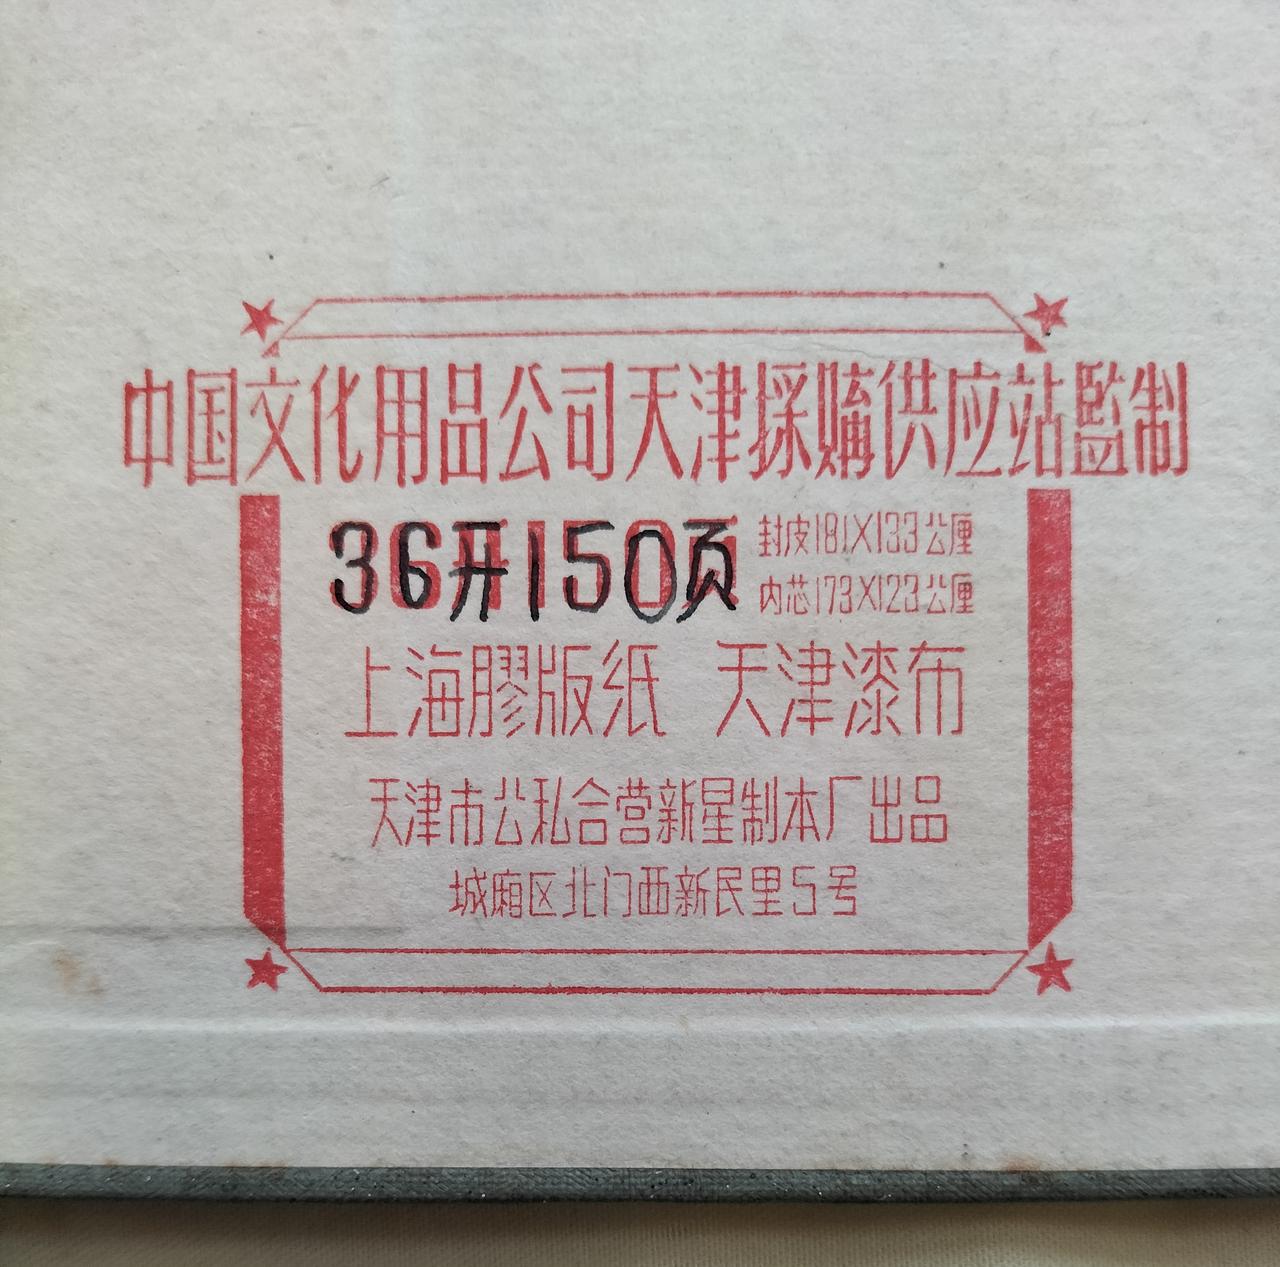 中国文化用品公司天津採購供应站監制
36开150页
封皮181X133公厘
内芯173X123公厘
上海膠版紙 天津漆布
天津市公私合营新星制本厂出品
城廂区北门西新民里5号